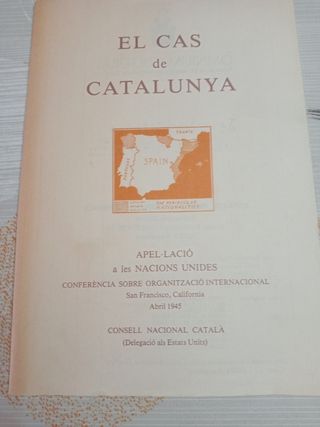 EL CAS
de
CATALUNYA
FRANCE
SPAIN
APEL·LACIÓ
a les NACIONS UNIDES
CONFERÈNCIA SOBRE ORGANITZACIÓ INTERNACIONAL
San Francisco, California
Abril 1945
CONSELL NACIONAL CATALÀ
(Delegació als Estats Units)